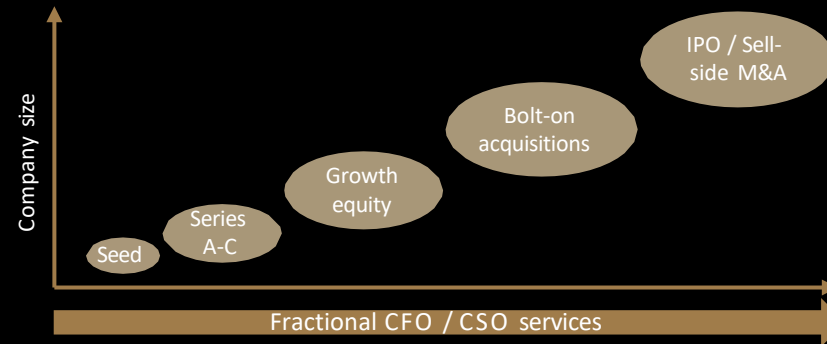 IPO / Sell-
side M&A
Bolt-on
acquisitions
Growth
equity
Series
A-C
Seed
Company size
Fractional CFO / CSO services